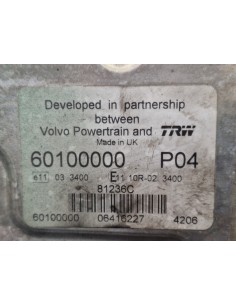 Developed in partnership
between
Volvo Powertrain and TRW
Made in UK
60100000 P04
e11 03 3400 E11 10R-02 3400
81236C
60100000 06416227 4206